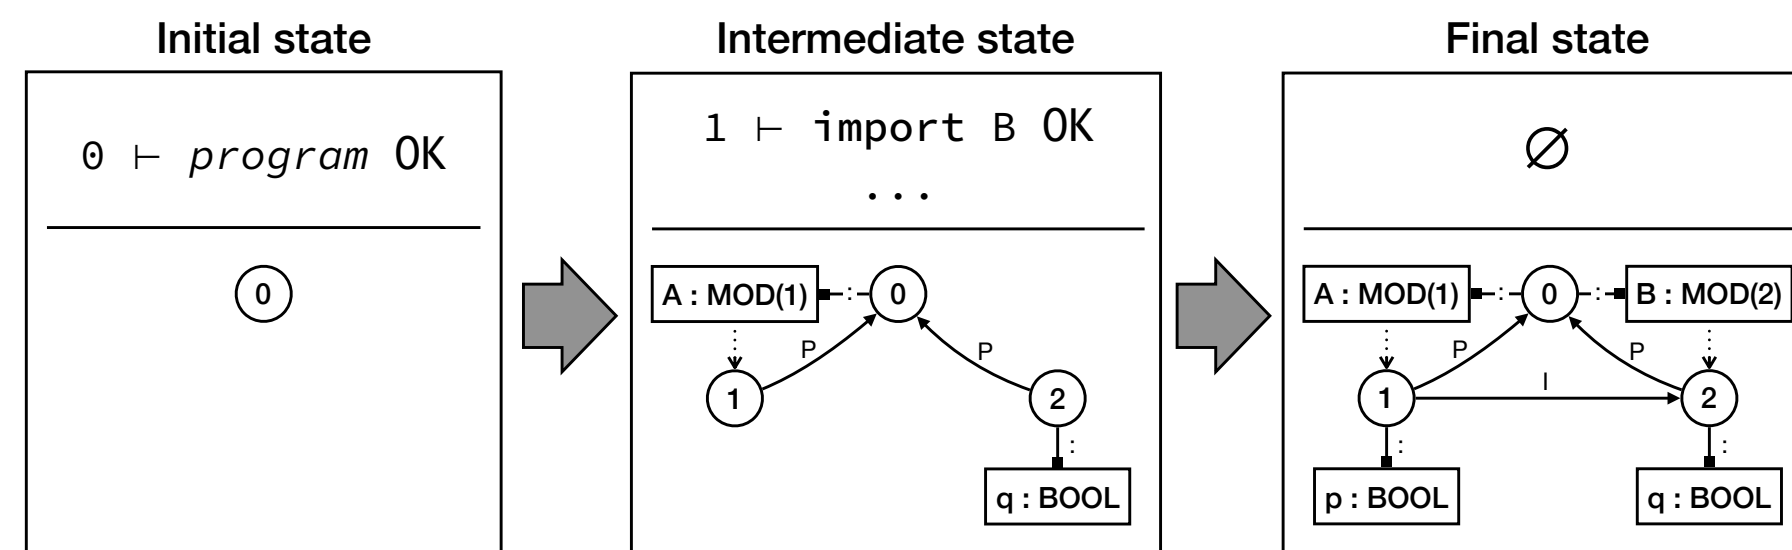 Initial state
0 ⊢ program OK
0
Intermediate state
1 ⊢ import B OK
...
A : MOD(1)
:
0
P
P
1
2
:
q : BOOL
Final state
∅
A : MOD(1)
:
0
:
B : MOD(2)
P
P
1
I
2
:
:
p : BOOL
q : BOOL